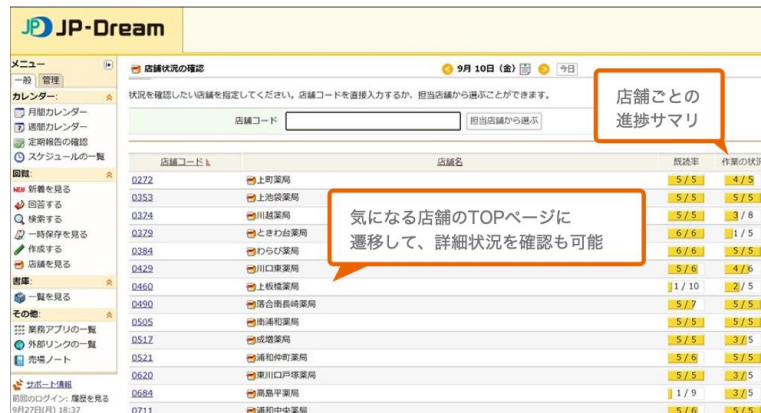 JP JP-Dream
メニュー
一般 管理
カレンダー:
月間カレンダー
週間カレンダー
定期報告の確認
スケジュールの一覧
回覧:
NEW 新着を見る
回答する
検索する
一時保存を見る
作成する
店舗を見る
書庫:
一覧を見る
その他:
業務アプリの一覧
外部リンクの一覧
売場ノート
サポート情報
前回のログイン: 履歴を見る
9月27日(月) 18:37
店舗状況の確認
9月 10日 (金) 今日
状況を確認したい店舗を指定してください。店舗コードを直接入力するか、担当店舗から選ぶことができます。
店舗コード 担当店舗から選ぶ
店舗ごとの
進捗サマリ
店舗コード 店舗名 既読率 作業の状況
0272 上町薬局 5 / 5 4 / 5
0353 上池袋薬局 5 / 5 5 / 5
0374 川越薬局 5 / 5 3 / 8
0379 ときわ台薬局 6 / 6 1 / 5
0384 わらび薬局 6 / 6 5 / 5
0429 川口東薬局 5 / 6 4 / 6
0460 上板橋薬局 1 / 10 2 / 5
0490 落合南長崎薬局 5 / 7 5 / 5
0505 南浦和薬局 5 / 5 5 / 5
0517 成増薬局 5 / 5 3 / 5
0521 浦和仲町薬局 5 / 6 5 / 5
0620 東川口戸塚薬局 5 / 5 3 / 5
0684 高島平薬局 1 / 9 3 / 5
0711 浦和中央薬局 5 / 6 5 / 5
気になる店舗のTOPページに
遷移して、詳細状況を確認も可能